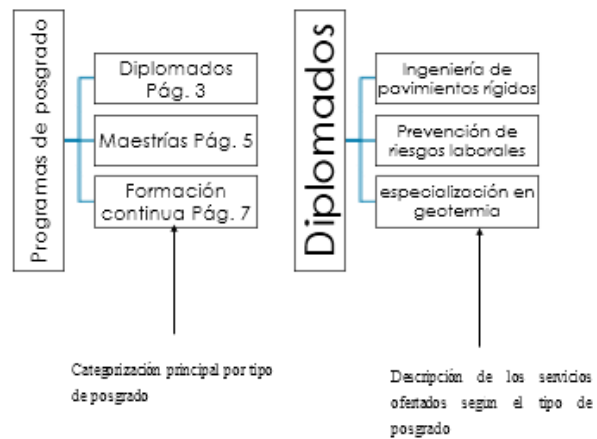 Programas de posgrado
Diplomados
Pág. 3
Maestrías Pág. 5
Formación
continua Pág. 7
Categorización principal por tipo
de posgrado
Diplomados
Ingeniería de
pavimientos rígidos
Prevención de
riesgos laborales
especialización en
geotermia
Descripción de los servicios
ofertados segun el tipo de
posgrado